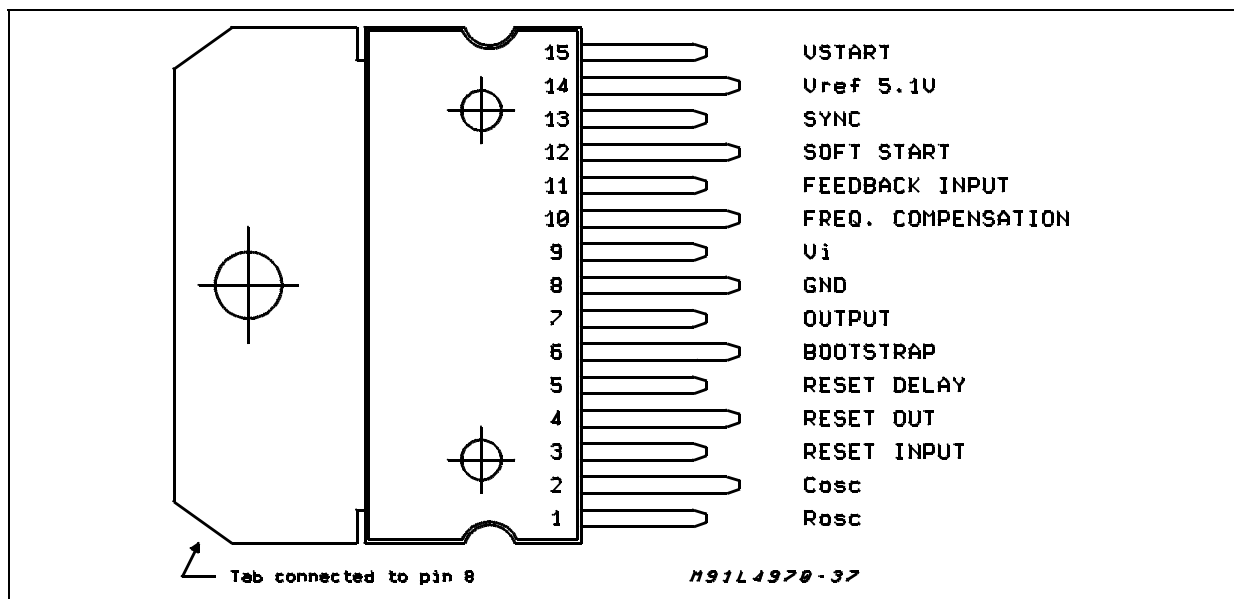 15 VSTART
14 Vref 5.1V
13 SYNC
12 SOFT START
11 FEEDBACK INPUT
10 FREQ. COMPENSATION
9 Vi
8 GND
7 OUTPUT
6 BOOTSTRAP
5 RESET DELAY
4 RESET OUT
3 RESET INPUT
2 Cosc
1 Rosc
Tab connected to pin 8
M91L4970-37